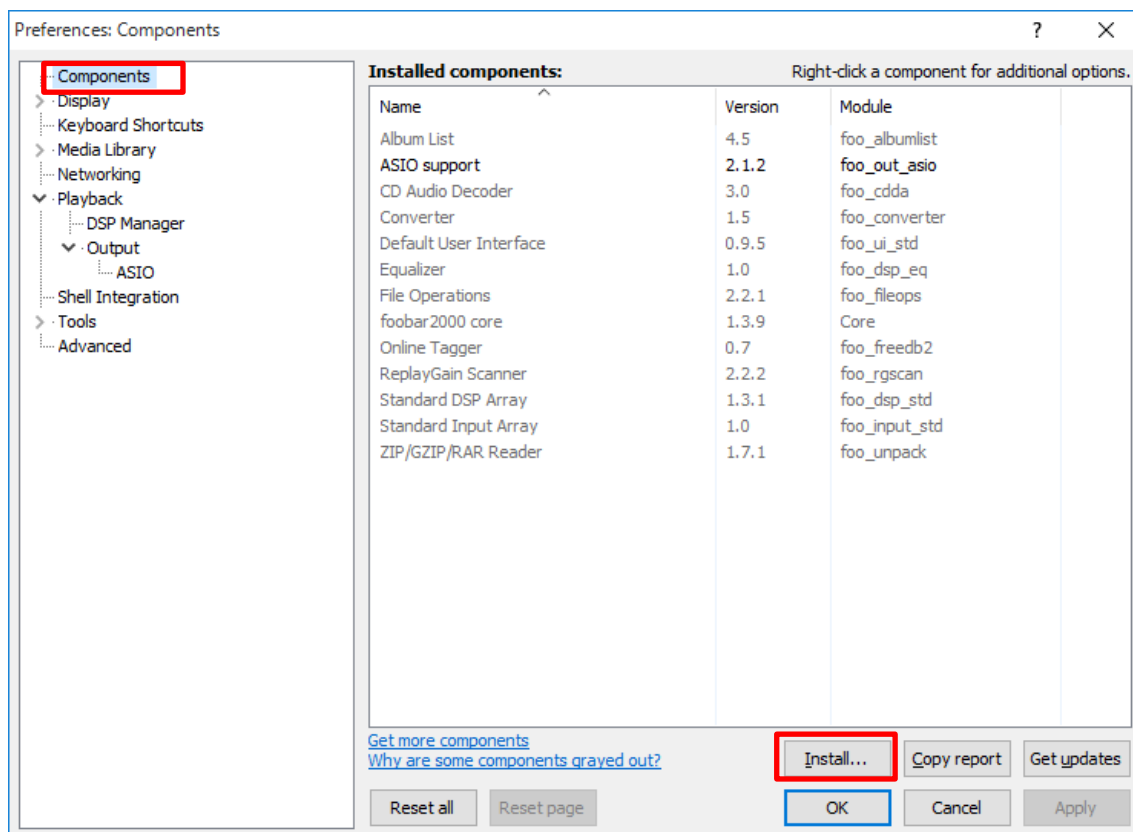 Preferences: Components
?
Components
Display
Keyboard Shortcuts
Media Library
Networking
Playback
DSP Manager
Output
ASIO
Shell Integration
Tools
Advanced
Installed components: Right-click a component for additional options.
Name Version Module
Album List 4.5 foo_albumlist
ASIO support 2.1.2 foo_out_asio
CD Audio Decoder 3.0 foo_cdda
Converter 1.5 foo_converter
Default User Interface 0.9.5 foo_ui_std
Equalizer 1.0 foo_dsp_eq
File Operations 2.2.1 foo_fileops
foobar2000 core 1.3.9 Core
Online Tagger 0.7 foo_freedb2
ReplayGain Scanner 2.2.2 foo_rgscan
Standard DSP Array 1.3.1 foo_dsp_std
Standard Input Array 1.0 foo_input_std
ZIP/GZIP/RAR Reader 1.7.1 foo_unpack
Get more components
Why are some components grayed out?
Install... Copy report Get updates
Reset all Reset page OK Cancel Apply